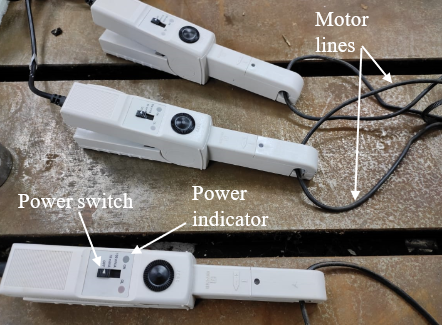 Motor
lines
Power switch
Power
indicator